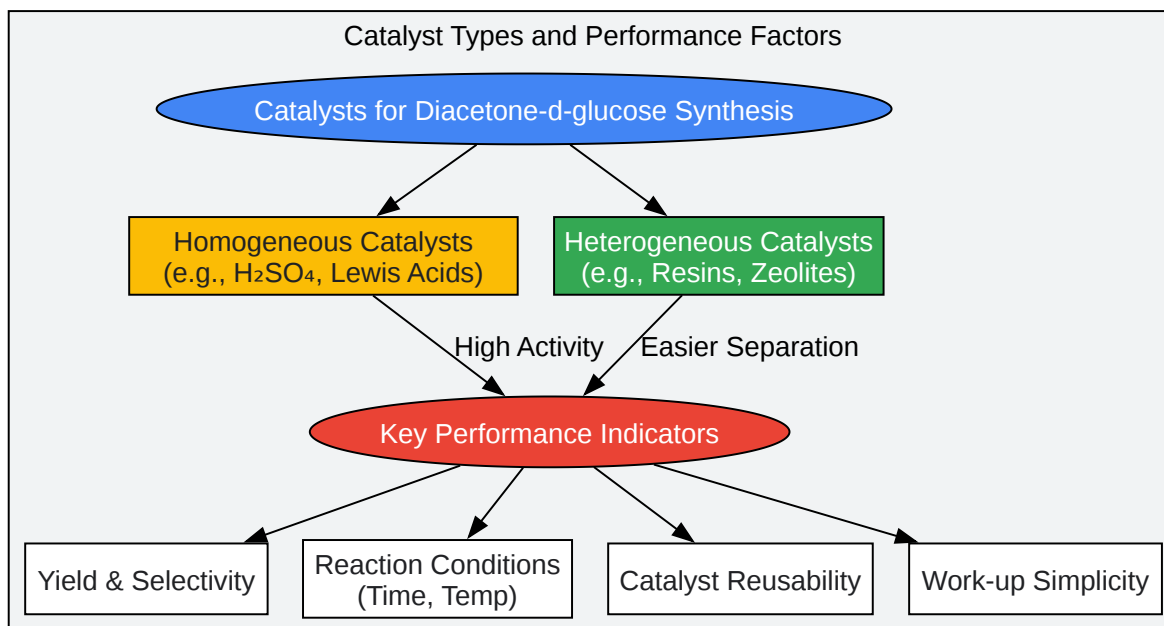 Catalyst Types and Performance Factors
Catalysts for Diacetone-d-glucose Synthesis
Homogeneous Catalysts
(e.g., H₂SO₄, Lewis Acids)
Heterogeneous Catalysts
(e.g., Resins, Zeolites)
High Activity
Easier Separation
Key Performance Indicators
Yield & Selectivity
Reaction Conditions
(Time, Temp)
Catalyst Reusability
Work-up Simplicity